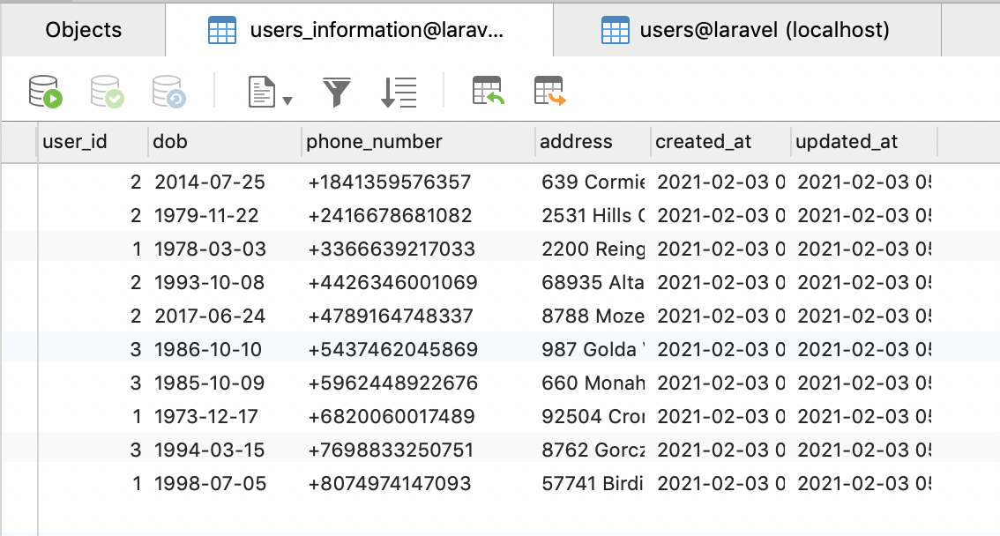 Objects users_information@larav... users@laravel (localhost)
user_id dob phone_number address created_at updated_at
2 2014-07-25 +1841359576357 639 Cormie 2021-02-03 0 2021-02-03 05
2 1979-11-22 +2416678681082 2531 Hills 2021-02-03 0 2021-02-03 05
1 1978-03-03 +3366639217033 2200 Reing 2021-02-03 0 2021-02-03 05
2 1993-10-08 +4426346001069 68935 Alta 2021-02-03 0 2021-02-03 05
2 2017-06-24 +4789164748337 8788 Moze 2021-02-03 0 2021-02-03 05
3 1986-10-10 +5437462045869 987 Golda 2021-02-03 0 2021-02-03 05
3 1985-10-09 +5962448922676 660 Monah 2021-02-03 0 2021-02-03 05
1 1973-12-17 +6820060017489 92504 Cron 2021-02-03 0 2021-02-03 05
3 1994-03-15 +7698833250751 8762 Gorcz 2021-02-03 0 2021-02-03 05
1 1998-07-05 +8074974147093 57741 Birdi 2021-02-03 0 2021-02-03 05